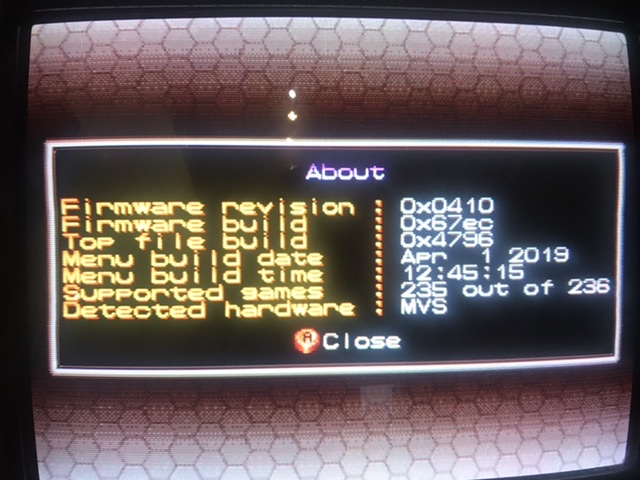 About
Firmware revision : 0x0410
Firmware build : 0x67ec
Top file build : 0x4796
Menu build date : Apr 1 2019
Menu build time : 12:45:15
Supported games : 235 out of 236
Detected hardware : MVS
A Close